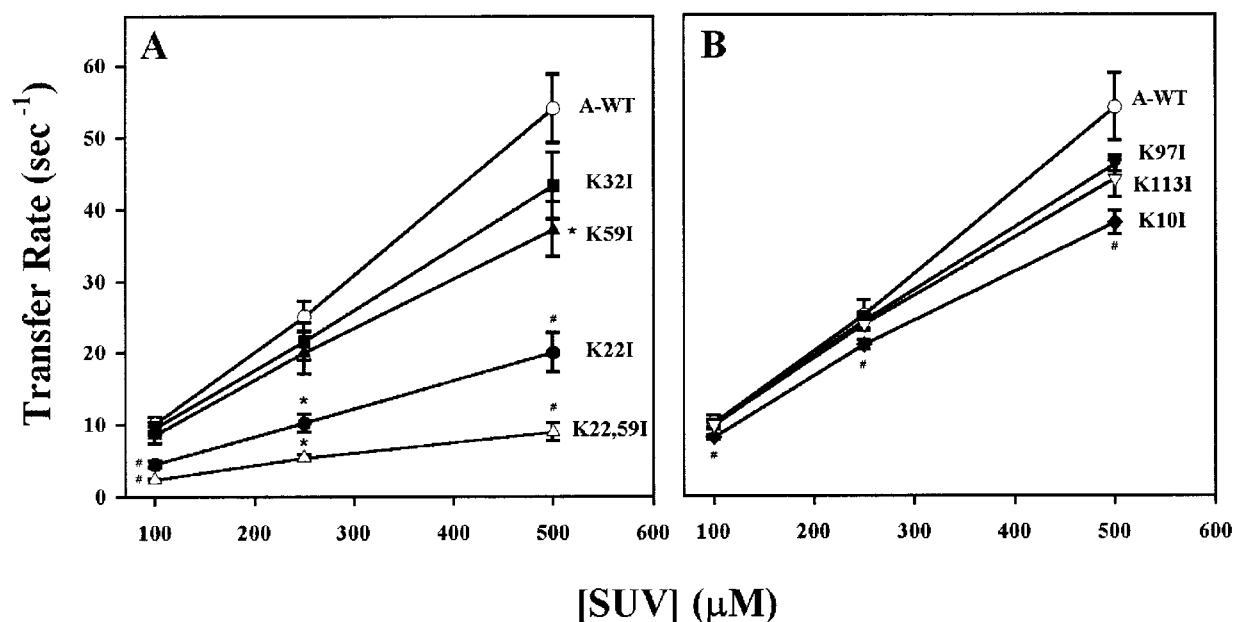 A
B
Transfer Rate (sec⁻¹)
60
50
40
30
20
10
0
A-WT
K32I
K59I
*
#
K22I
*
#
K22,59I
*
#
#
A-WT
K97I
K113I
K10I
#
#
#
100 200 300 400 500 600
100 200 300 400 500 600
[SUV] (µM)